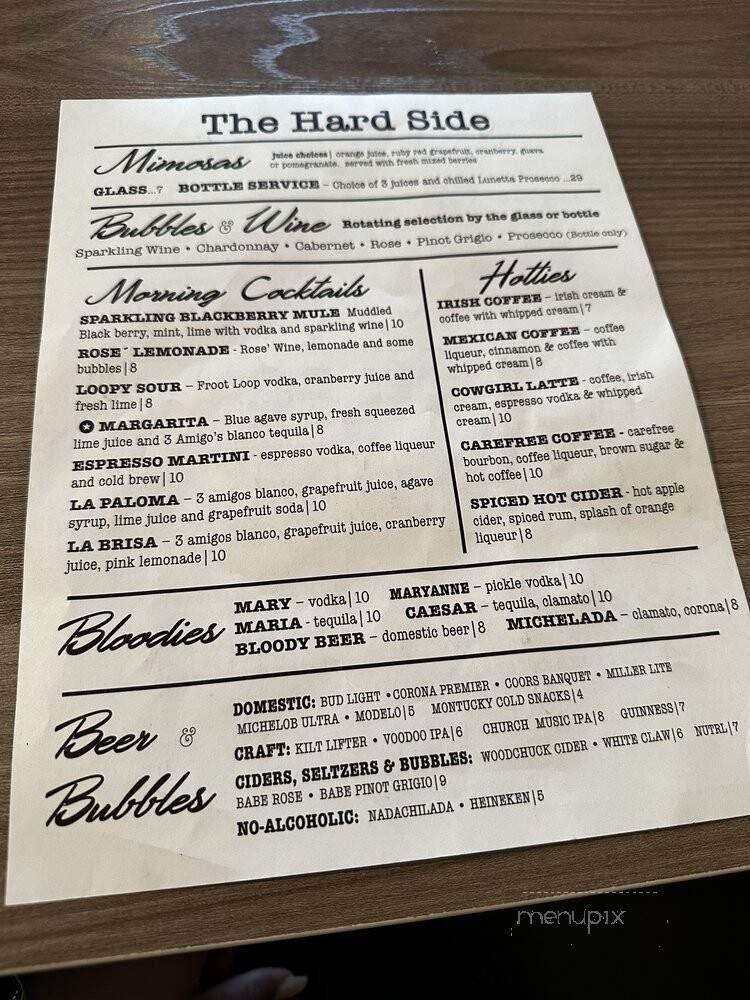 The Hard Side
Mimosas
juice choices| orange juice, ruby red grapefruit, cranberry, guava
or pomegranate. served with fresh mixed berries
GLASS...7 BOTTLE SERVICE – Choice of 3 juices and chilled Lunetta Prosecco ...29
Bubbles & Wine Rotating selection by the glass or bottle
Sparkling Wine • Chardonnay • Cabernet • Rose • Pinot Grigio • Prosecco (Bottle only)
Morning Cocktails
SPARKLING BLACKBERRY MULE Muddled
Black berry, mint, lime with vodka and sparkling wine|10
ROSE´ LEMONADE - Rose' Wine, lemonade and some
bubbles|8
LOOPY SOUR – Froot Loop vodka, cranberry juice and
fresh lime|8
✪ MARGARITA – Blue agave syrup, fresh squeezed
lime juice and 3 Amigo's blanco tequila|8
ESPRESSO MARTINI - espresso vodka, coffee liqueur
and cold brew|10
LA PALOMA – 3 amigos blanco, grapefruit juice, agave
syrup, lime juice and grapefruit soda|10
LA BRISA – 3 amigos blanco, grapefruit juice, cranberry
juice, pink lemonade|10
Hotties
IRISH COFFEE – irish cream &
coffee with whipped cream|7
MEXICAN COFFEE – coffee
liqueur, cinnamon & coffee with
whipped cream|8
COWGIRL LATTE - coffee, irish
cream, espresso vodka & whipped
cream|10
CAREFREE COFFEE - carefree
bourbon, coffee liqueur, brown sugar &
hot coffee|10
SPICED HOT CIDER - hot apple
cider, spiced rum, splash of orange
liqueur|8
Bloodies
MARY – vodka|10 MARYANNE – pickle vodka|10
MARIA - tequila|10 CAESAR – tequila, clamato|10
BLOODY BEER – domestic beer|8 MICHELADA – clamato, corona|8
Beer &
Bubbles
DOMESTIC: BUD LIGHT • CORONA PREMIER • COORS BANQUET • MILLER LITE
MICHELOB ULTRA • MODELO|5 MONTUCKY COLD SNACKS|4
CRAFT: KILT LIFTER • VOODOO IPA|6 CHURCH MUSIC IPA|8 GUINNESS|7
CIDERS, SELTZERS & BUBBLES: WOODCHUCK CIDER • WHITE CLAW|6 NUTRL|7
BABE ROSE • BABE PINOT GRIGIO|9
NO-ALCOHOLIC: NADACHILADA • HEINEKEN|5
menupix